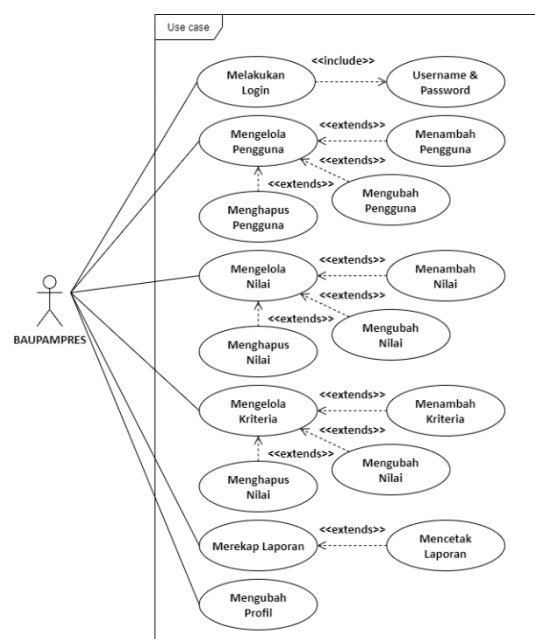 Use case
<<include>>
Melakukan
Login
Username &
Password
<<extends>>
Mengelola
Pengguna
Menambah
Pengguna
<<extends>>
<<extends>>
Menghapus
Pengguna
Mengubah
Pengguna
<<extends>>
Mengelola
Nilai
Menambah
Nilai
<<extends>>
<<extends>>
Menghapus
Nilai
Mengubah
Nilai
BAUPAMPRES
<<extends>>
Mengelola
Kriteria
Menambah
Kriteria
<<extends>>
<<extends>>
Menghapus
Nilai
Mengubah
Nilai
<<extends>>
Merekap Laporan
Mencetak
Laporan
Mengubah
Profil